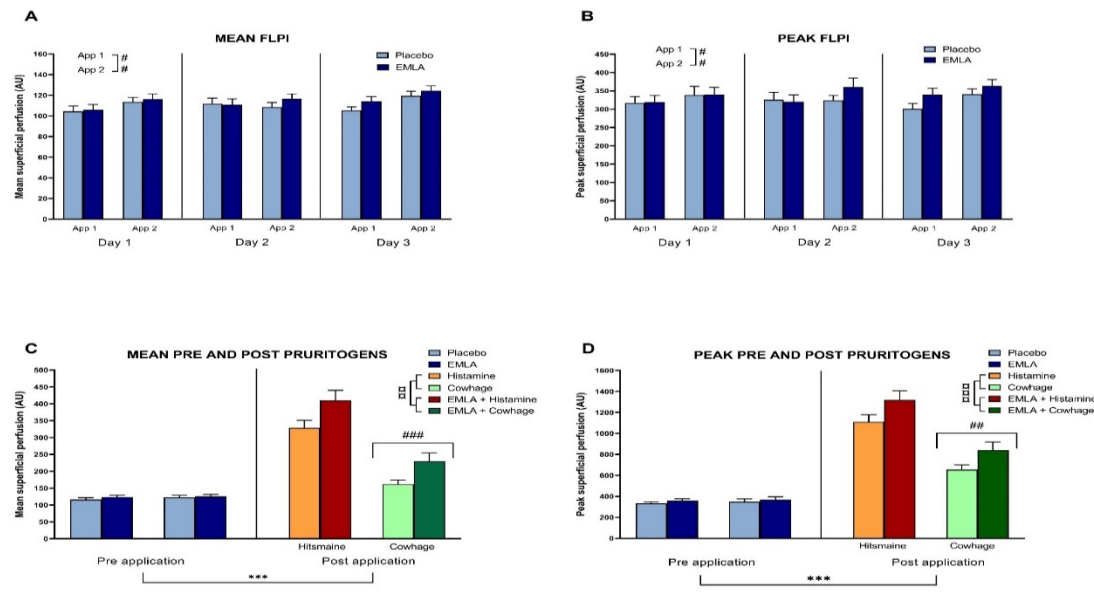 A
MEAN FLPI
Mean superficial perfusion (AU)
160
140
120
100
80
60
40
20
0
App 1
App 2
#
#
Placebo
EMLA
App 1 App 2 App 1 App 2 App 1 App 2
Day 1 Day 2 Day 3
B
PEAK FLPI
Peak superficial perfusion (AU)
450
400
350
300
250
200
150
100
50
0
App 1
App 2
#
#
Placebo
EMLA
App 1 App 2 App 1 App 2 App 1 App 2
Day 1 Day 2 Day 3
C
MEAN PRE AND POST PRURITOGENS
Mean superficial perfusion (AU)
500
450
400
350
300
250
200
150
100
50
0
Placebo
EMLA
Histamine
Cowhage
EMLA + Histamine
EMLA + Cowhage
¤¤¤
###
Hitsmaine Cowhage
Pre application Post application
***
D
PEAK PRE AND POST PRURITOGENS
Peak superficial perfusion (AU)
1600
1400
1200
1000
800
600
400
200
0
Placebo
EMLA
Histamine
Cowhage
EMLA + Histamine
EMLA + Cowhage
¤¤¤
##
Hitsmaine Cowhage
Pre application Post application
***